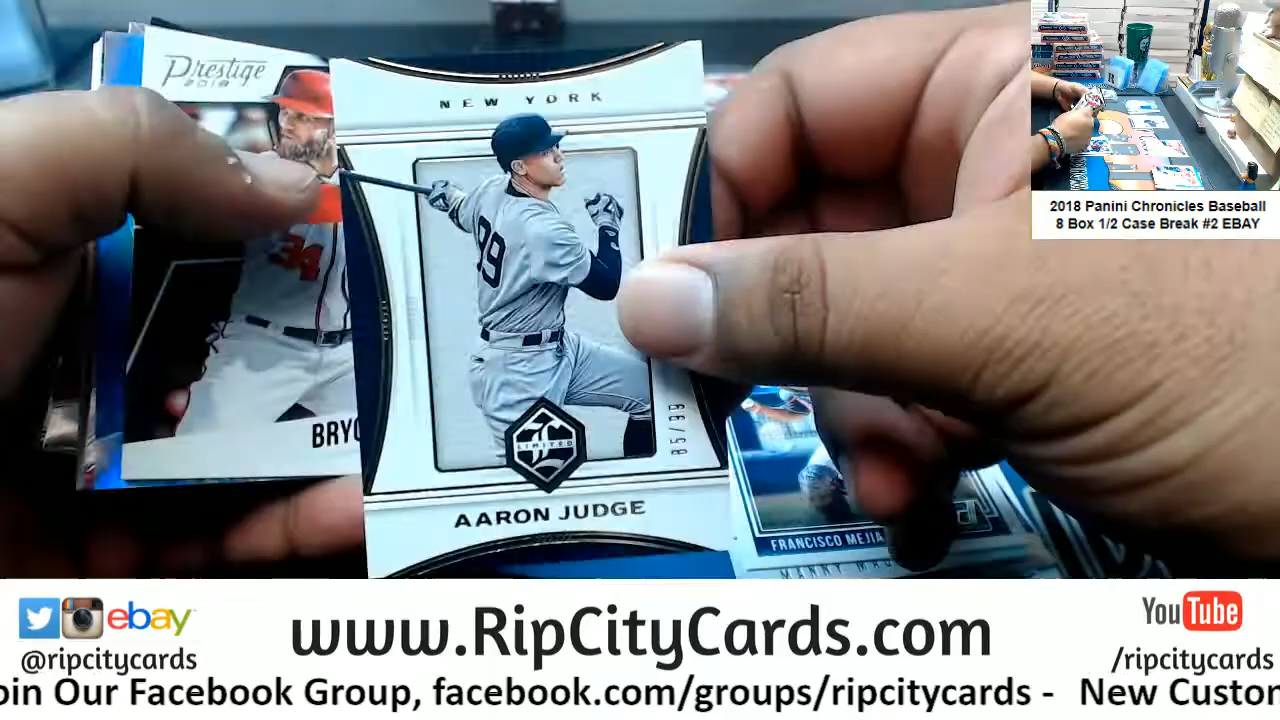 Prestige
2018
34
BRYC
NEW YORK
99
85/99
LIMITED
AARON JUDGE
FRANCISCO MEJIA
2018 Panini Chronicles Baseball
8 Box 1/2 Case Break #2 EBAY
ebay
@ripcitycards
www.RipCityCards.com
YouTube
/ripcitycards
oin Our Facebook Group, facebook.com/groups/ripcitycards - New Custom